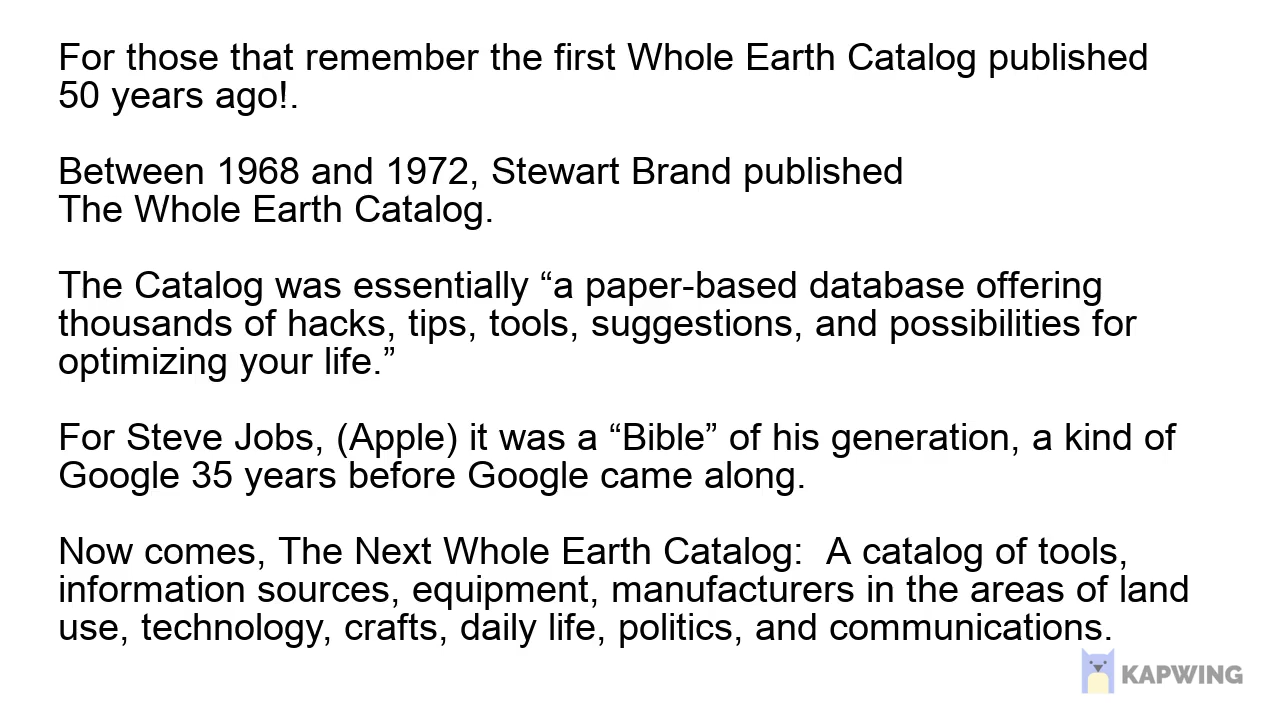 For those that remember the first Whole Earth Catalog published
50 years ago!.
Between 1968 and 1972, Stewart Brand published
The Whole Earth Catalog.
The Catalog was essentially “a paper-based database offering
thousands of hacks, tips, tools, suggestions, and possibilities for
optimizing your life.”
For Steve Jobs, (Apple) it was a “Bible” of his generation, a kind of
Google 35 years before Google came along.
Now comes, The Next Whole Earth Catalog:  A catalog of tools,
information sources, equipment, manufacturers in the areas of land
use, technology, crafts, daily life, politics, and communications.
KAPWING